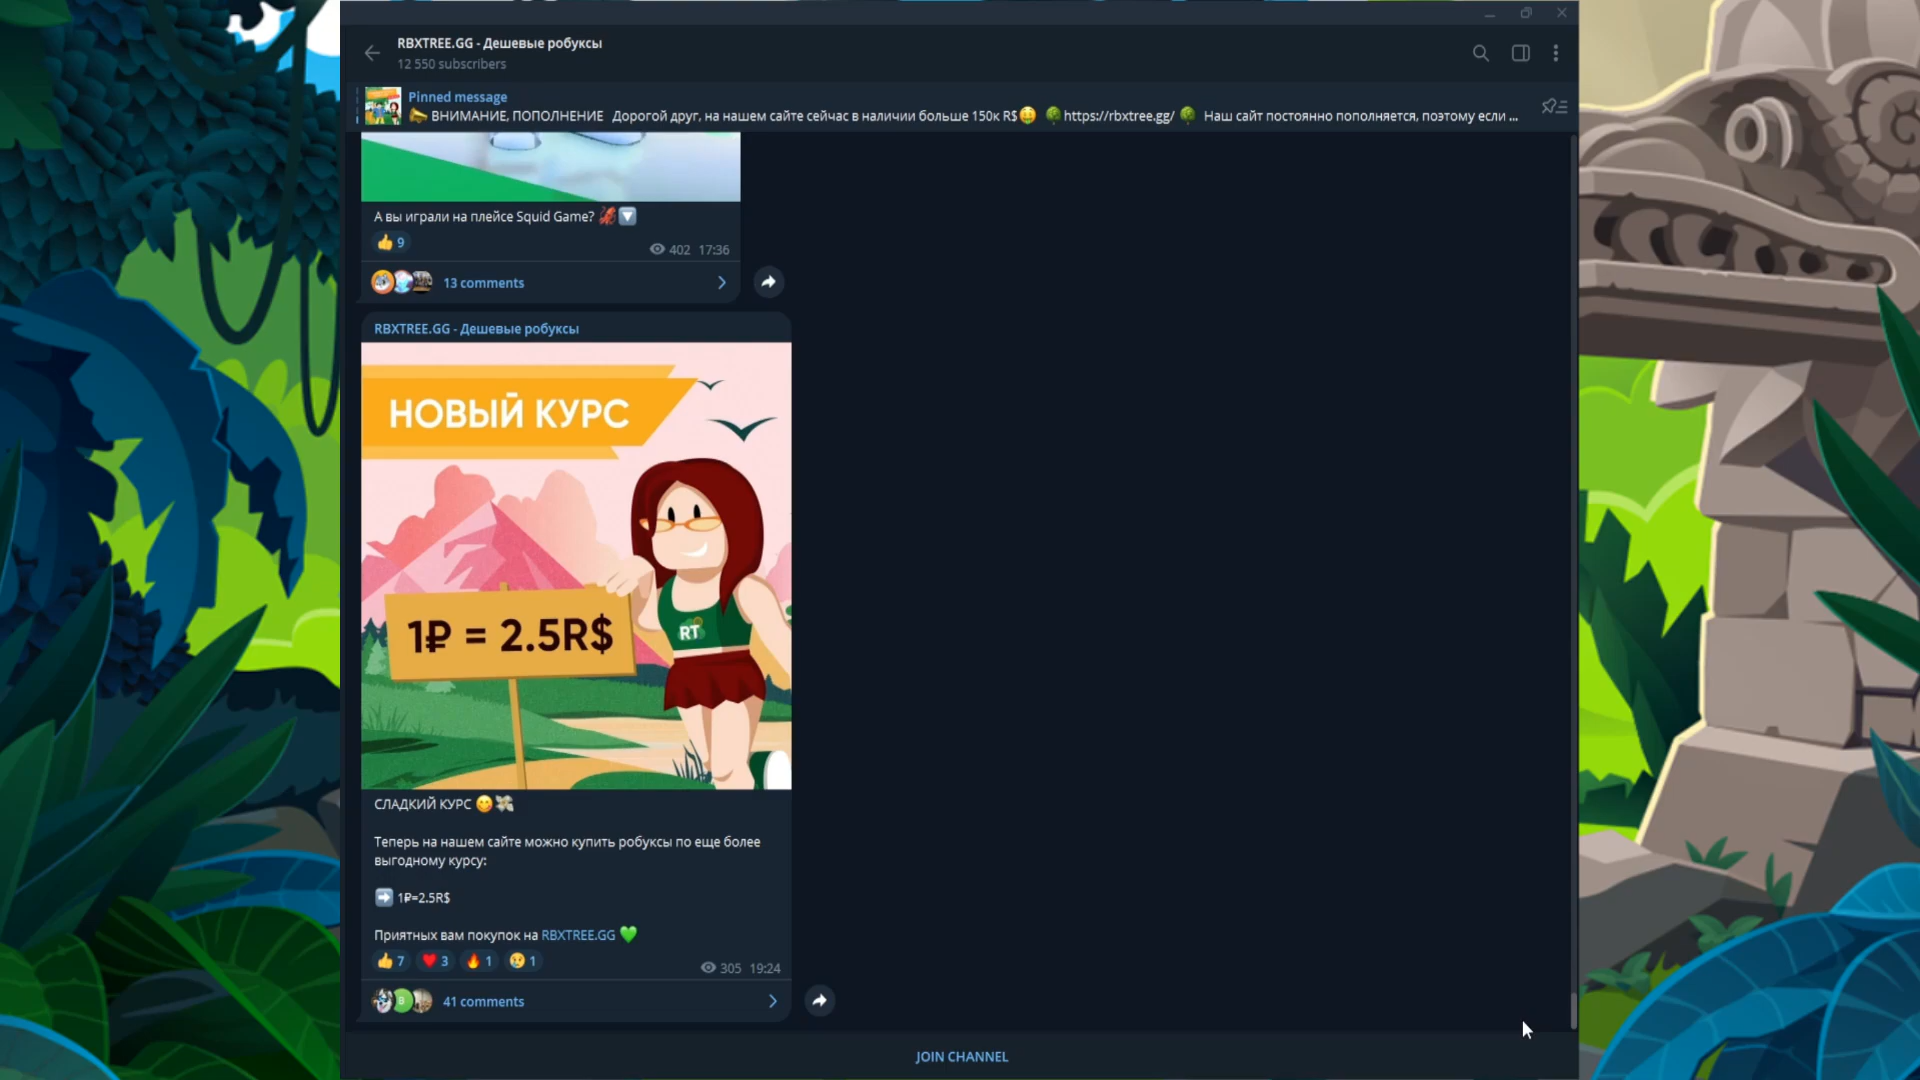 RBXTREE.GG - Дешевые робуксы
12 550 subscribers
Pinned message
ВНИМАНИЕ, ПОПОЛНЕНИЕ Дорогой друг, на нашем сайте сейчас в наличии больше 150к R$🤑 🌳https://rbxtree.gg/ 🌳 Наш сайт постоянно пополняется, поэтому если ...
А вы играли на плейсе Squid Game? 🦑🔽
👍 9
402 17:36
13 comments
RBXTREE.GG - Дешевые робуксы
НОВЫЙ КУРС
RT
1₽ = 2.5R$
СЛАДКИЙ КУРС 😋💸
Теперь на нашем сайте можно купить робуксы по еще более
выгодному курсу:
➡️ 1₽=2.5R$
Приятных вам покупок на RBXTREE.GG 💚
👍 7 ❤️ 3 🔥 1 😢 1
305 19:24
B
41 comments
JOIN CHANNEL